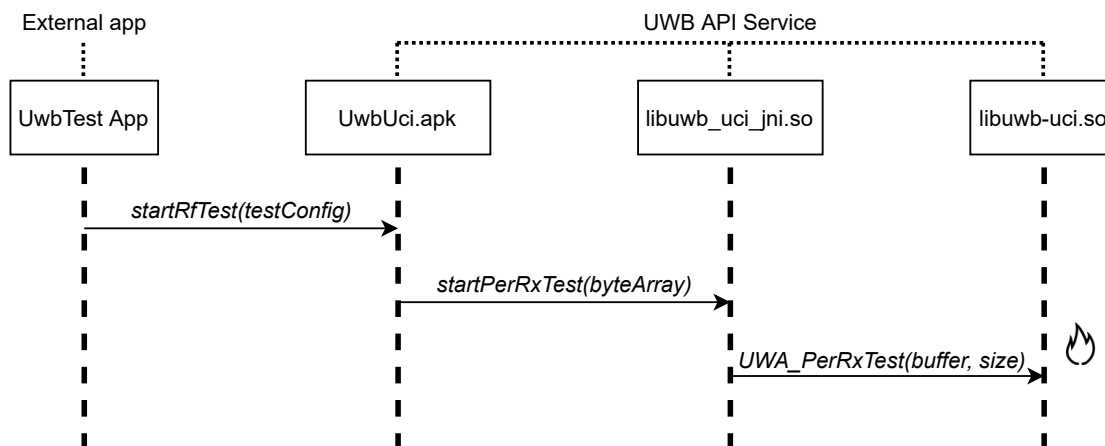 External app
UWB API Service
UwbTest App
UwbUci.apk
libuwb_uci_jni.so
libuwb-uci.so
startRfTest(testConfig)
startPerRxTest(byteArray)
UWA_PerRxTest(buffer, size)